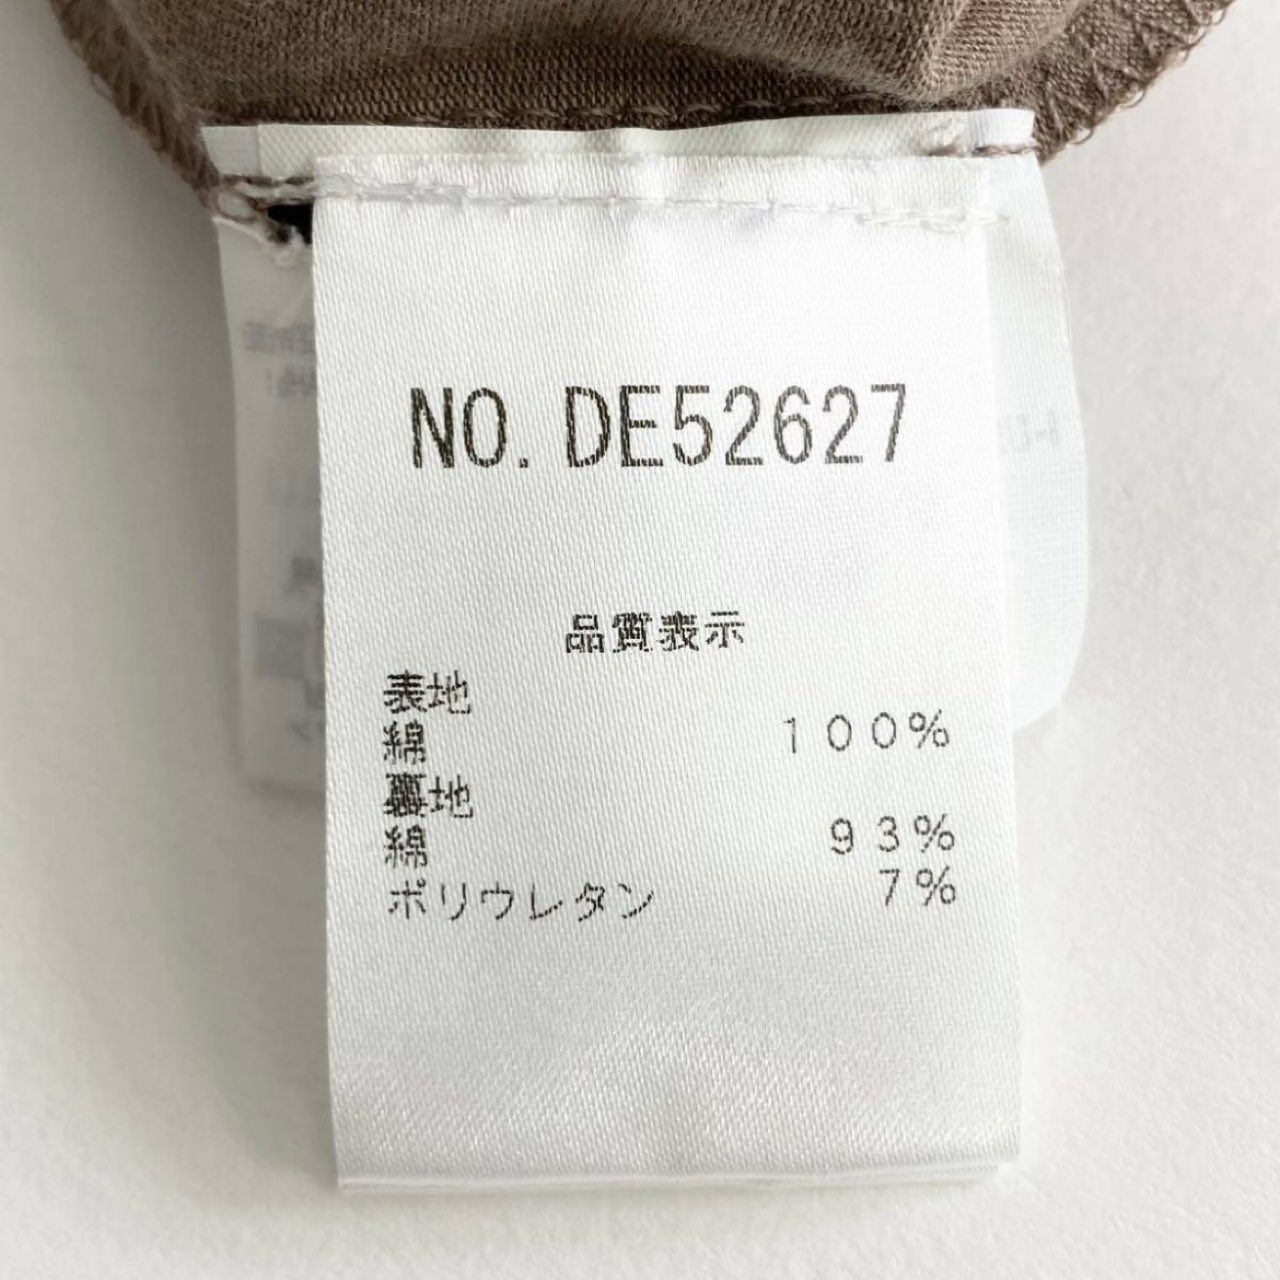 NO. DE52627
品質表示
表地
綿 100%
裏地
綿 93%
ポリウレタン 7%